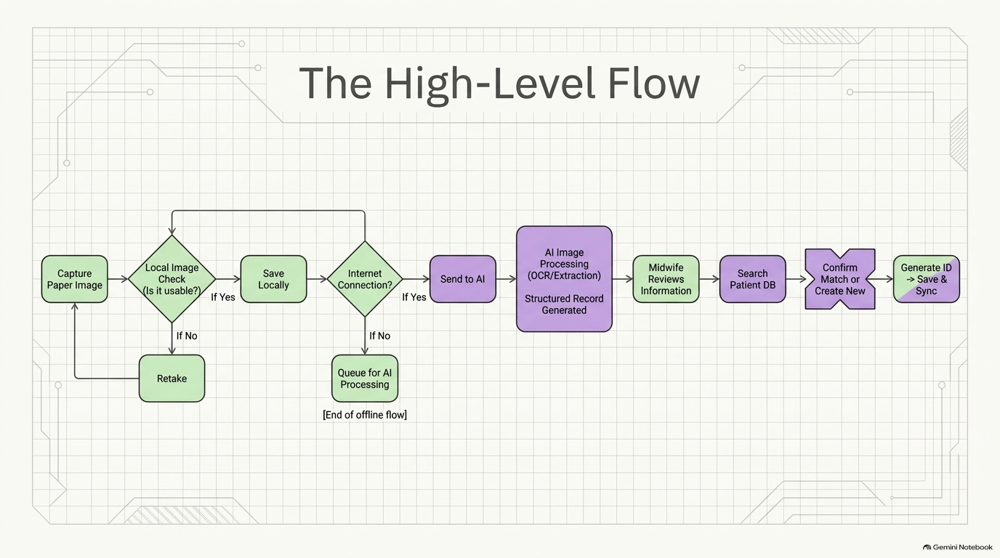 The High-Level Flow
Capture
Paper Image
Local Image
Check
(Is it usable?)
If Yes
If No
Retake
Save
Locally
Internet
Connection?
If Yes
If No
Queue for AI
Processing
[End of offline flow]
Send to AI
AI Image
Processing
(OCR/Extraction)
Structured Record
Generated
Midwife
Reviews
Information
Search
Patient DB
Confirm
Match or
Create New
Generate ID
→ Save &
Sync
Gemini Notebook